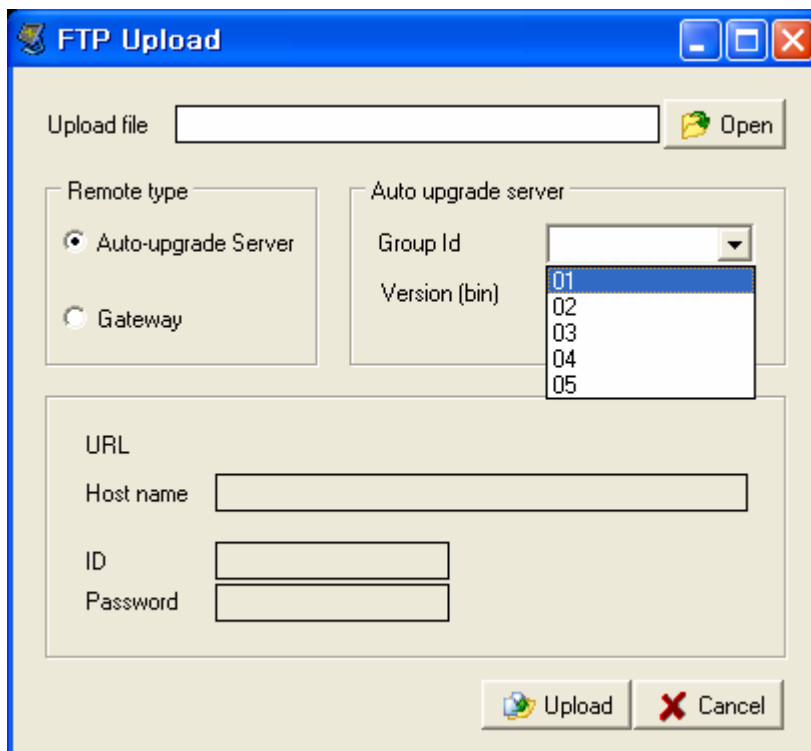 FTP Upload
Upload file
Open
Remote type
Auto-upgrade Server
Gateway
Auto upgrade server
Group Id
Version (bin)
01
02
03
04
05
URL
Host name
ID
Password
Upload
Cancel